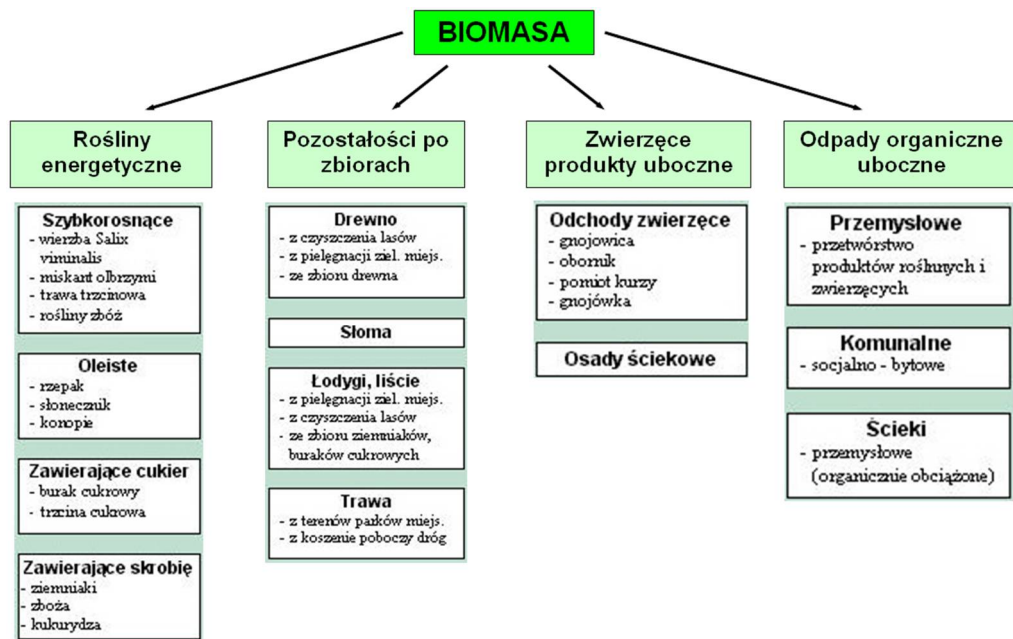 BIOMASA
Rośliny
energetyczne
Szybkorosnące
- wierzba Salix
viminalis
- miskant olbrzymi
- trawa trzcinowa
- rośliny zbóż
Oleiste
- rzepak
- słonecznik
- konopie
Zawierające cukier
- burak cukrowy
- trzcina cukrowa
Zawierające skrobię
- ziemniaki
- zboża
- kukurydza
Pozostałości po
zbiorach
Drewno
- z czyszczenia lasów
- z pielęgnacji ziel. miejs.
- ze zbioru drewna
Słoma
Łodygi, liście
- z pielęgnacji ziel. miejs.
- z czyszczenia lasów
- ze zbioru ziemniaków,
buraków cukrowych
Trawa
- z terenów parków miejs.
- z koszenie poboczy dróg
Zwierzęce
produkty uboczne
Odchody zwierzęce
- gnojowica
- obornik
- pomiot kurzy
- gnojówka
Osady ściekowe
Odpady organiczne
uboczne
Przemysłowe
- przetwórstwo
produktów roślinnych i
zwierzęcych
Komunalne
- socjalno - bytowe
Ścieki
- przemysłowe
(organicznie obciążone)